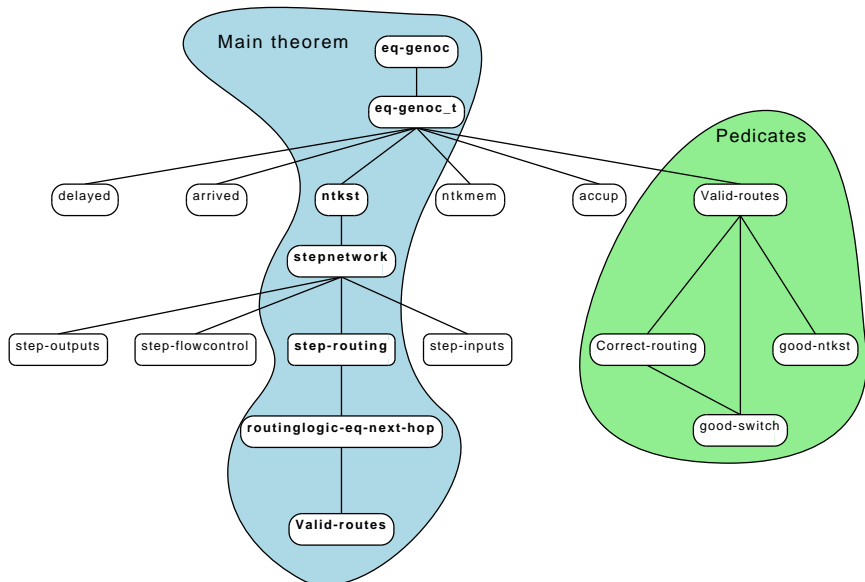 Main theorem
eq-genoc
eq-genoc_t
Pedicates
delayed
arrived
ntkst
ntkmem
accup
Valid-routes
stepnetwork
step-outputs
step-flowcontrol
step-routing
step-inputs
Correct-routing
good-ntkst
routinglogic-eq-next-hop
good-switch
Valid-routes